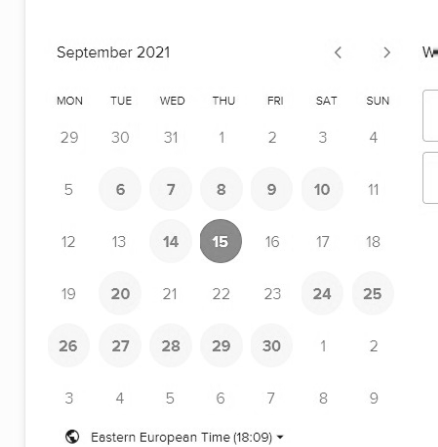 September 2021 < >
MON TUE WED THU FRI SAT SUN
29 30 31 1 2 3 4
5 6 7 8 9 10 11
12 13 14 15 16 17 18
19 20 21 22 23 24 25
26 27 28 29 30 1 2
3 4 5 6 7 8 9
Eastern European Time (18:09)